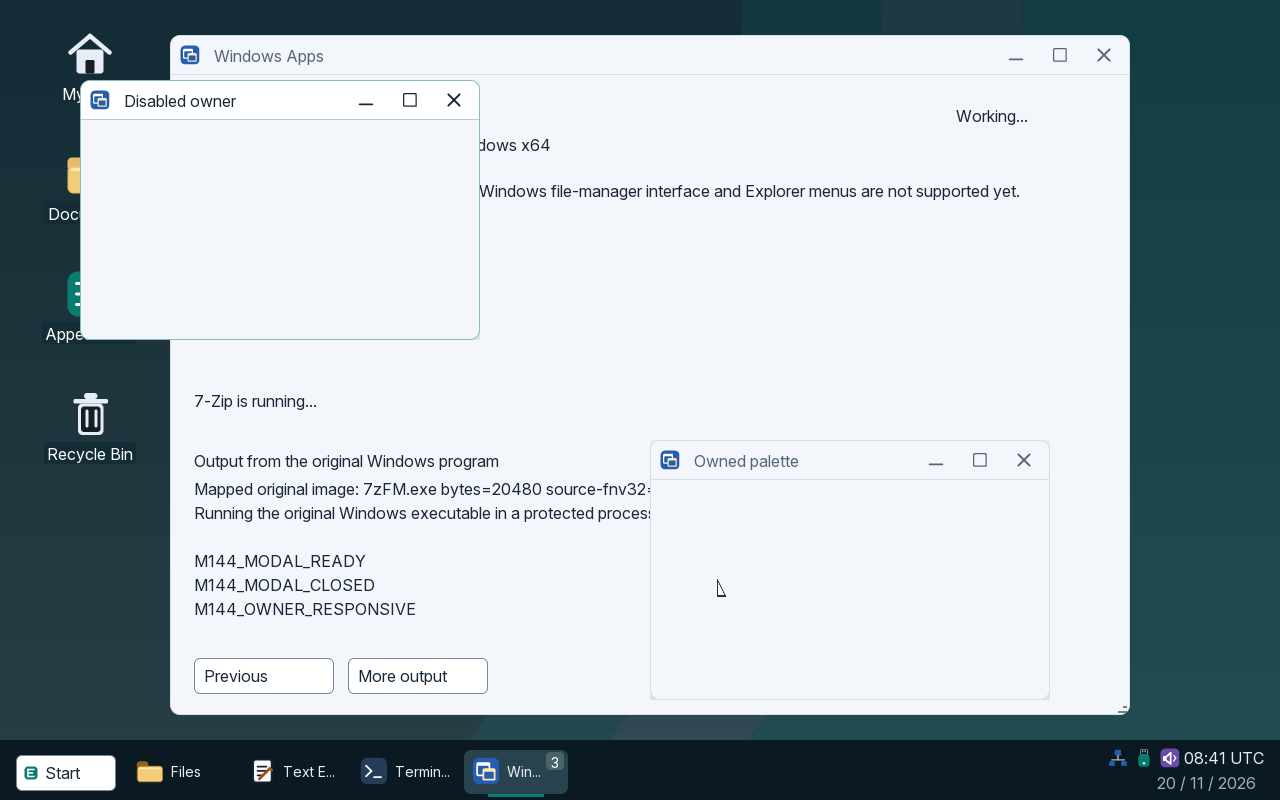 Windows Apps
Disabled owner
My
Working...
dows x64
Windows file-manager interface and Explorer menus are not supported yet.
Docu
Appe
7-Zip is running...
Recycle Bin
Output from the original Windows program
Owned palette
Mapped original image: 7zFM.exe bytes=20480 source-fnv32=
Running the original Windows executable in a protected process
M144_MODAL_READY
M144_MODAL_CLOSED
M144_OWNER_RESPONSIVE
Previous
More output
Start
Files
Text E...
Termin...
Win...
3
08:41 UTC
20 / 11 / 2026